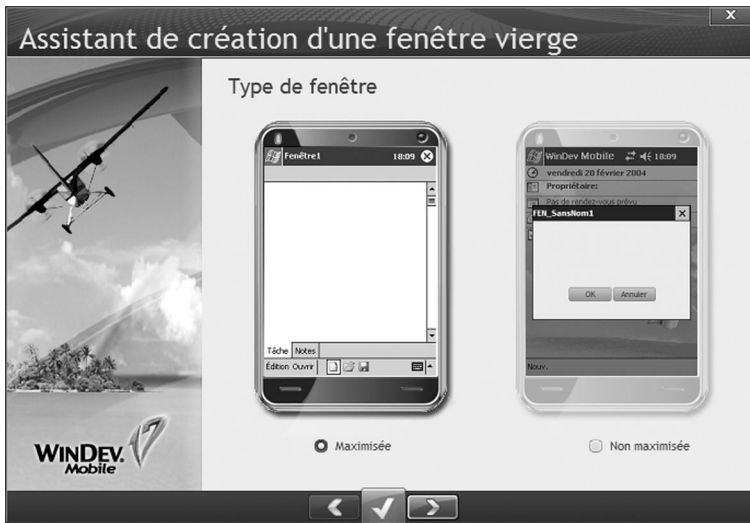 X
Assistant de création d'une fenêtre vierge
Type de fenêtre
Fenêtre1 18:09
Tâche Notes
Édition Ouvrir
WinDev Mobile 18:09
vendredi 20 février 2004
Propriétaire:
Pas de rendez-vous prévu
FEN_SansNom1
OK Annuler
Nouv.
Maximisée
Non maximisée
WINDEV. 17
Mobile